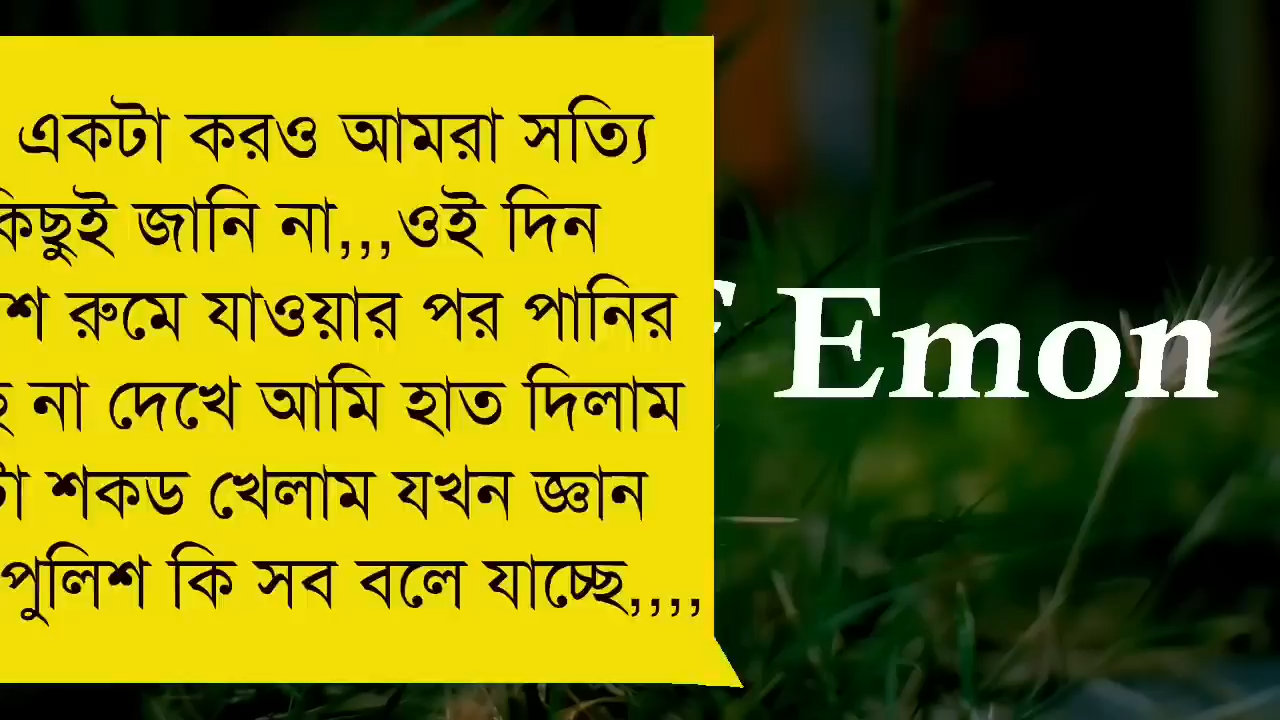 একটা করও আমরা সত্যি
কিছুই জানি না,,,ওই দিন
রুমে যাওয়ার পর পানির
না দেখে আমি হাত দিলাম
শকড খেলাম যখন জ্ঞান
পুলিশ কি সব বলে যাচ্ছে,,,,
Emon